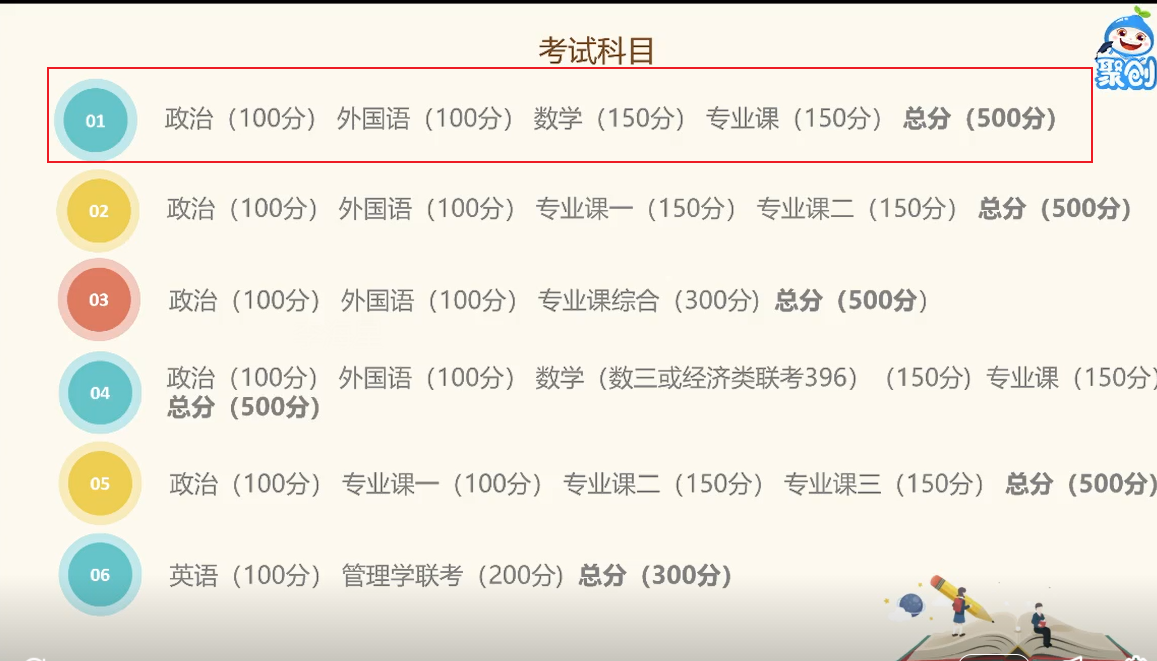 考试科目
聚创
01 政治（100分） 外国语（100分） 数学（150分） 专业课（150分） 总分（500分）
02 政治（100分） 外国语（100分） 专业课一（150分） 专业课二（150分） 总分（500分）
03 政治（100分） 外国语（100分） 专业课综合（300分) 总分（500分）
04 政治（100分） 外国语（100分） 数学（数三或经济类联考396） （150分）专业课（150分）
总分（500分）
05 政治（100分） 专业课一（100分） 专业课二（150分） 专业课三（150分） 总分（500分）
06 英语（100分） 管理学联考（200分）总分（300分）